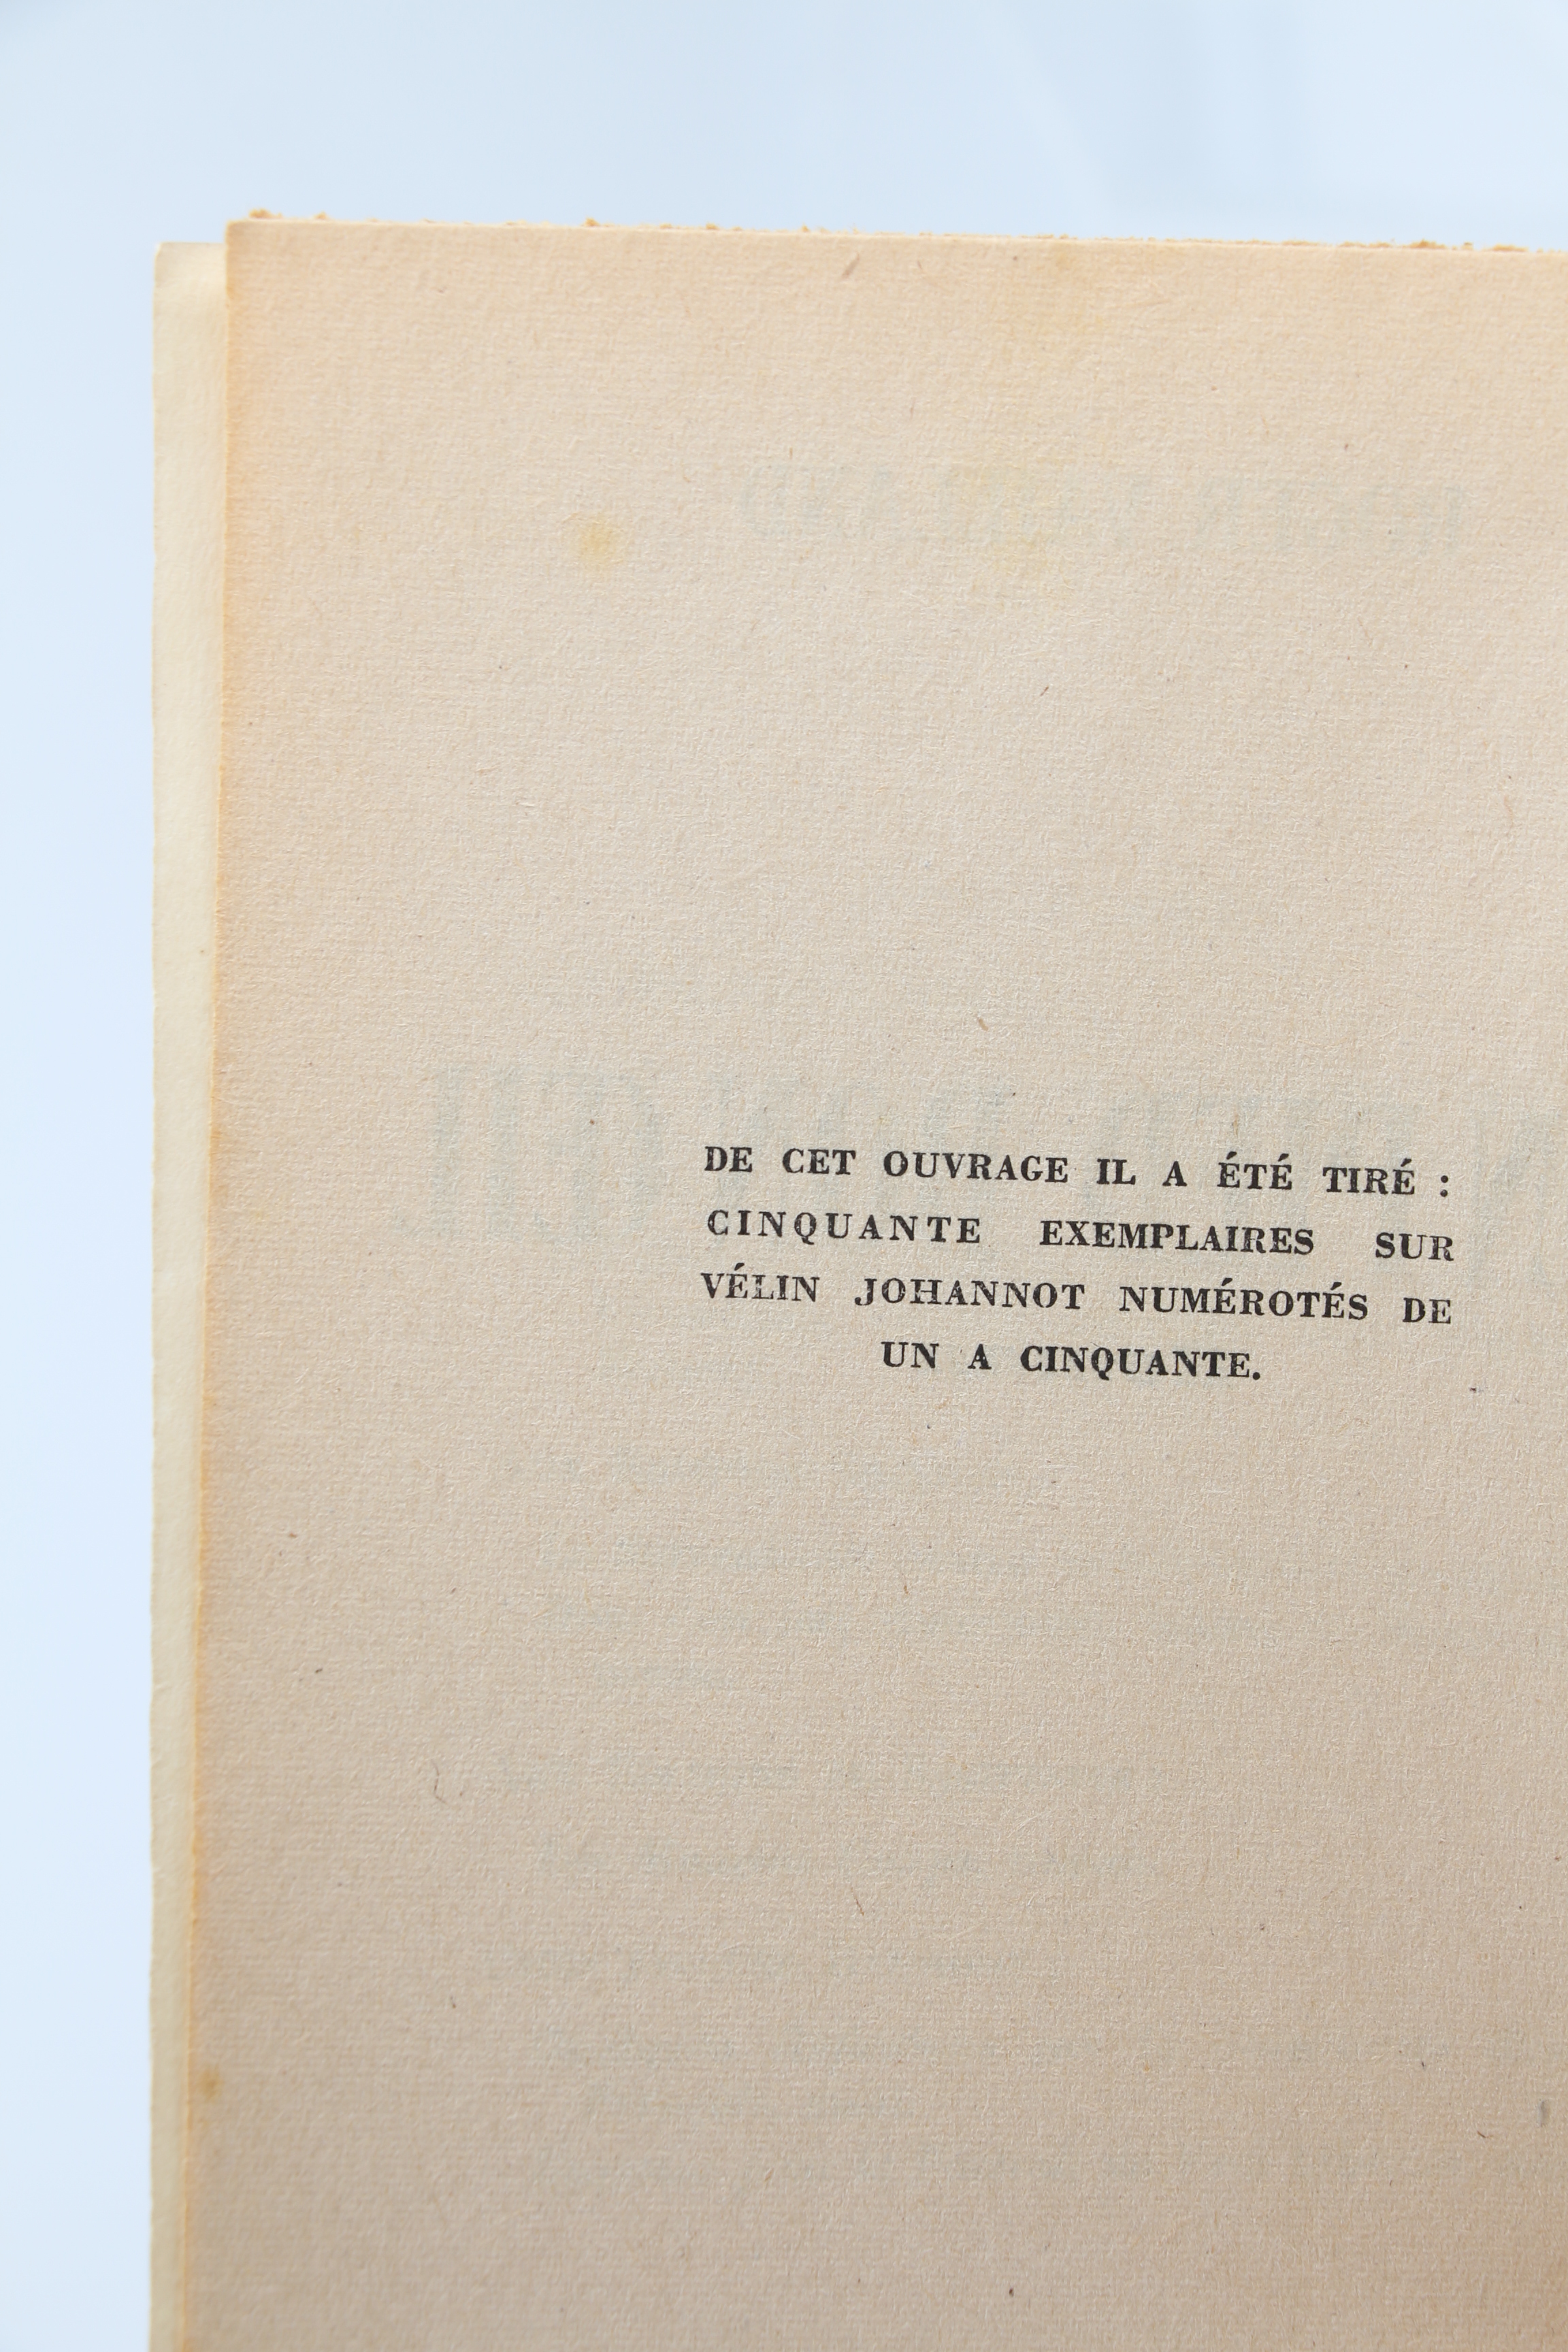 DE CET OUVRAGE IL A ÉTÉ TIRÉ :
CINQUANTE EXEMPLAIRES SUR
VÉLIN JOHANNOT NUMÉROTÉS DE
UN A CINQUANTE.